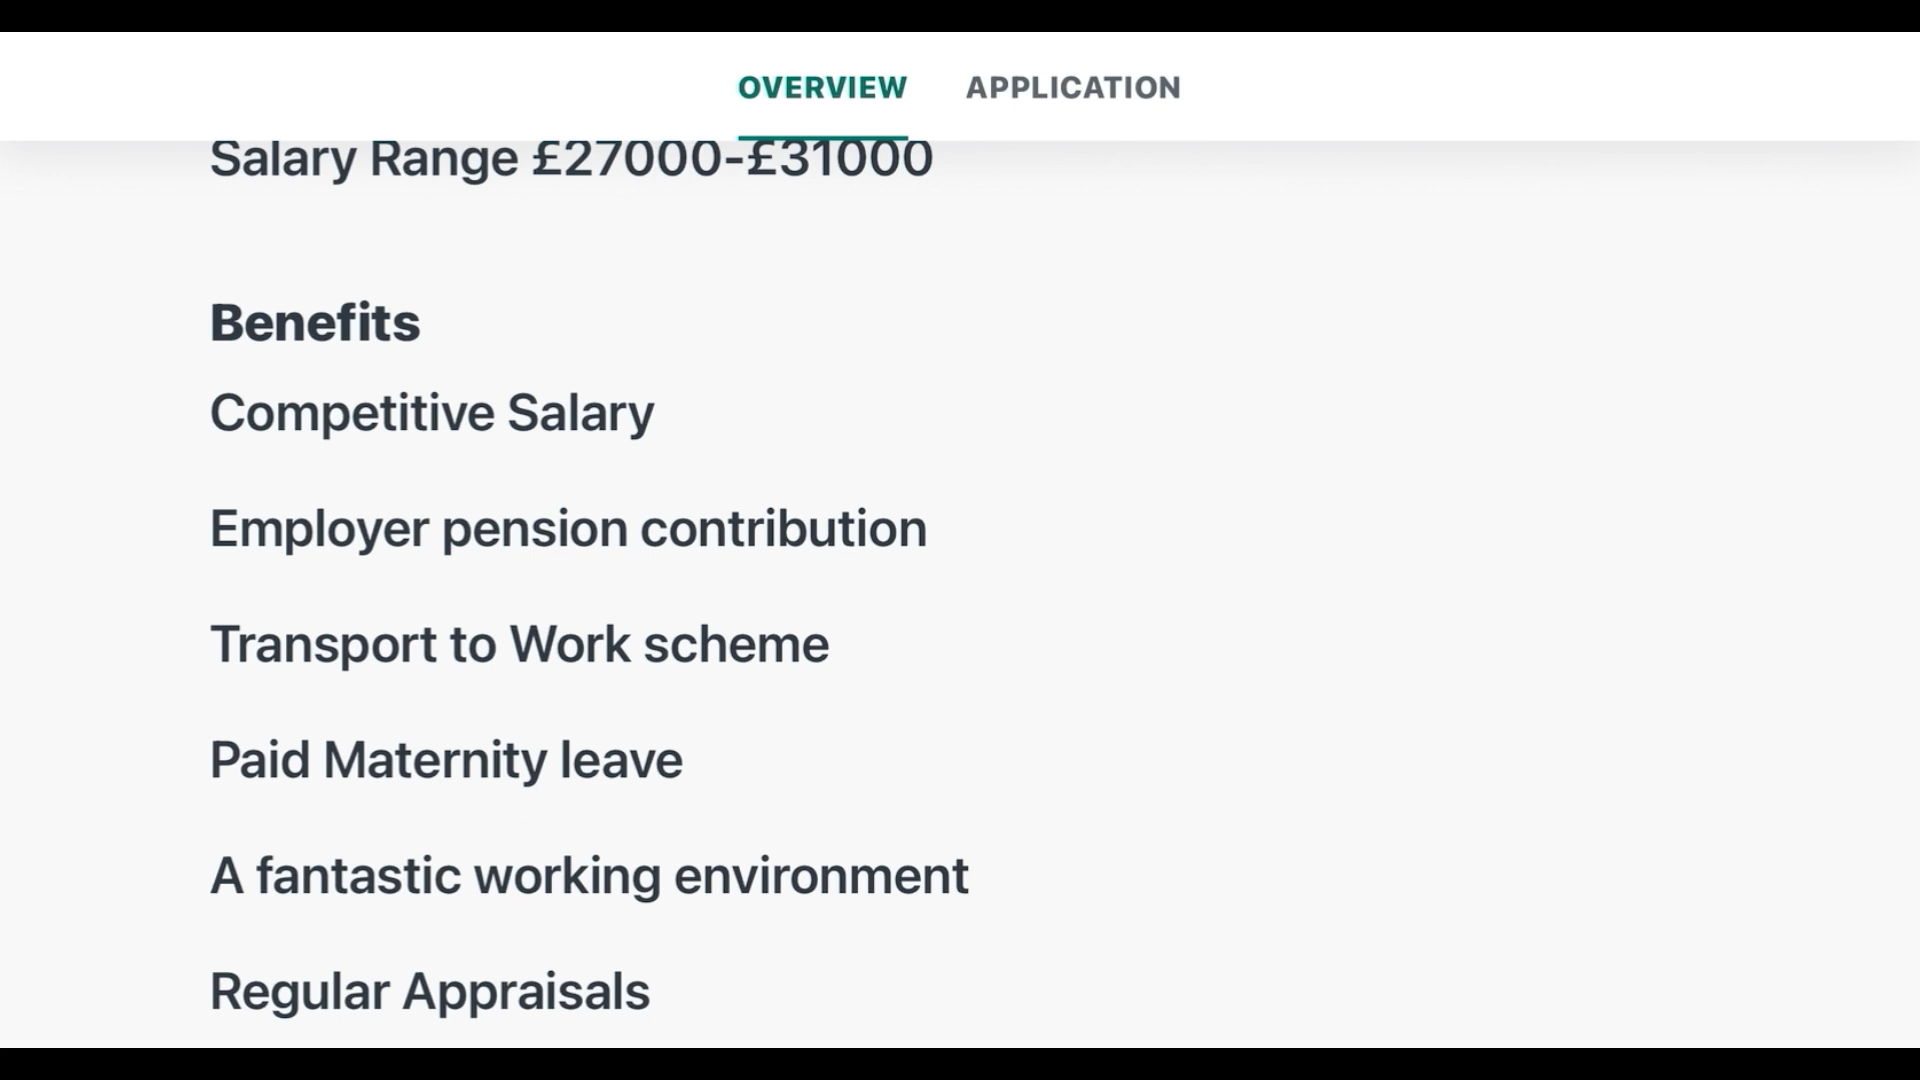 OVERVIEW APPLICATION
Salary Range £27000-£31000
Benefits
Competitive Salary
Employer pension contribution
Transport to Work scheme
Paid Maternity leave
A fantastic working environment
Regular Appraisals